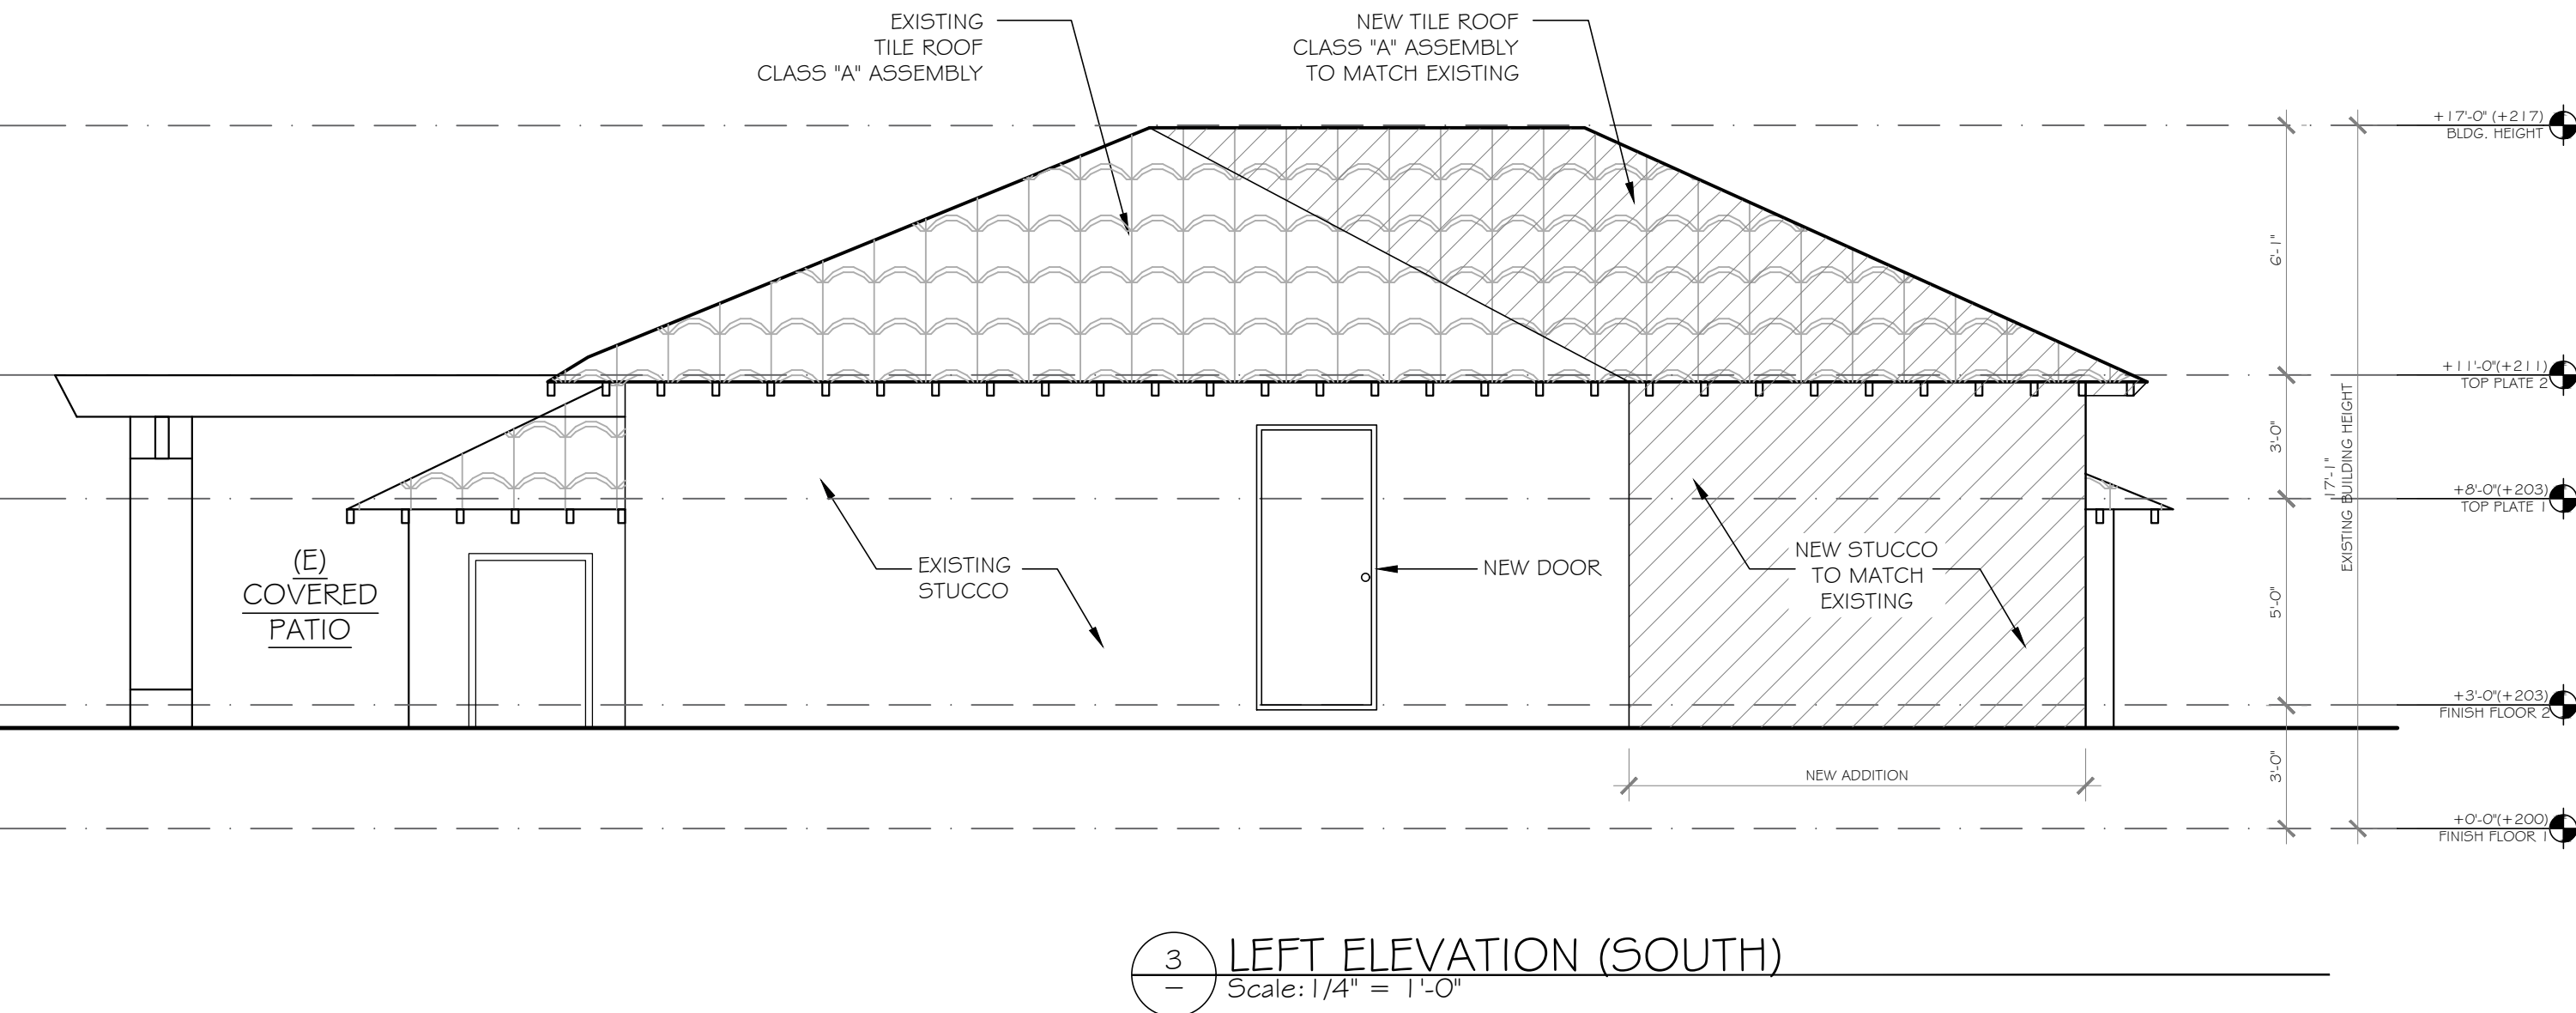 EXISTING
TILE ROOF
CLASS "A" ASSEMBLY
NEW TILE ROOF
CLASS "A" ASSEMBLY
TO MATCH EXISTING
+17'-0" (+217)
BLDG. HEIGHT
6'-1"
+11'-0"(+211)
TOP PLATE 2
3'-0"
17'-1"
EXISTING BUILDING HEIGHT
+8'-0"(+203)
TOP PLATE 1
(E)
COVERED
PATIO
EXISTING
STUCCO
NEW DOOR
NEW STUCCO
TO MATCH
EXISTING
5'-0"
+3'-0"(+203)
FINISH FLOOR 2
3'-0"
NEW ADDITION
+0'-0"(+200)
FINISH FLOOR 1
3
LEFT ELEVATION (SOUTH)
Scale: 1/4" = 1'-0"